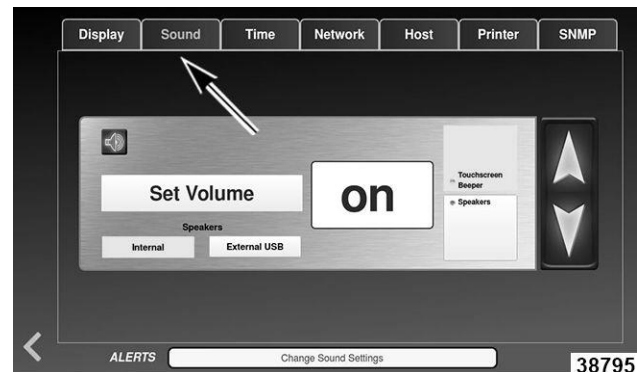 Display Sound Time Network Host Printer SNMP
Touchscreen
Beeper
Set Volume
on
Speakers
Speakers
Internal External USB
ALERTS Change Sound Settings
38795